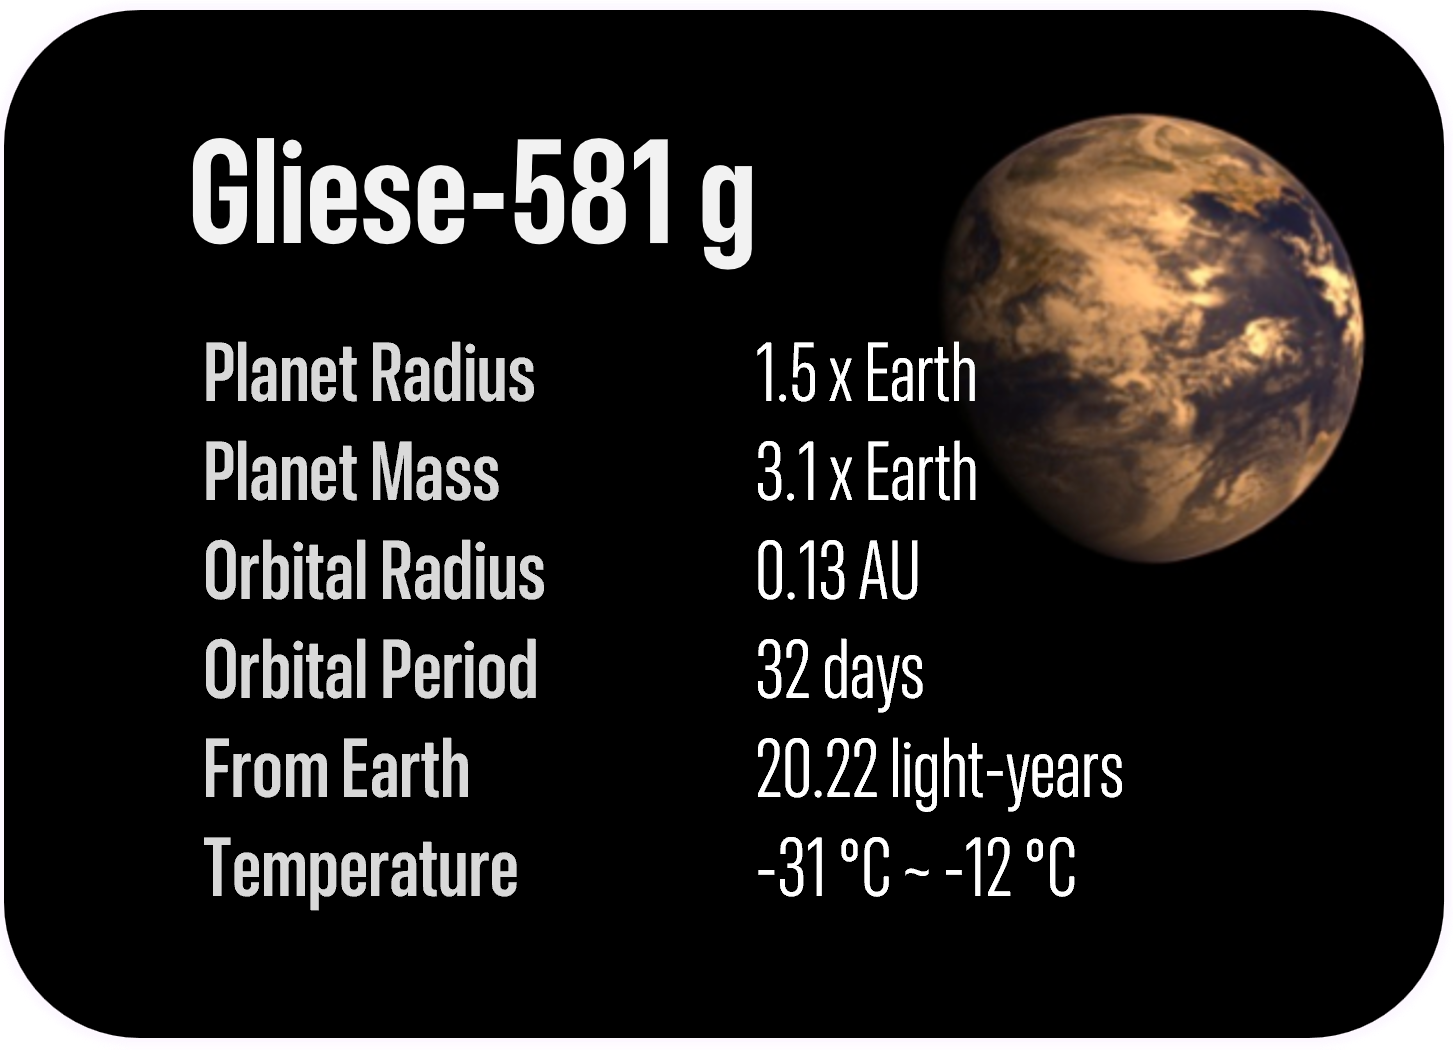 Gliese-581 g
Planet Radius 1.5 x Earth
Planet Mass 3.1 x Earth
Orbital Radius 0.13 AU
Orbital Period 32 days
From Earth 20.22 light-years
Temperature -31 °C ~ -12 °C